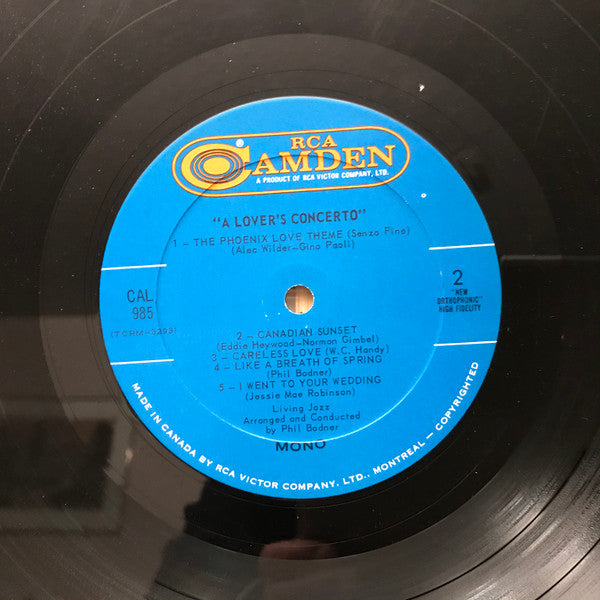 RCA
CAMDEN
®
A PRODUCT OF RCA VICTOR COMPANY, LTD.
"A LOVER'S CONCERTO"
1 – THE PHOENIX LOVE THEME (Senza Fine)
(Alec Wilder–Gino Paoli)
CAL
985
2
"NEW
ORTHOPHONIC"
HIGH FIDELITY
2 – CANADIAN SUNSET
(Eddie Heywood–Norman Gimbel)
3 – CARELESS LOVE (W.C. Handy)
4 – LIKE A BREATH OF SPRING
(Phil Bodner)
5 – I WENT TO YOUR WEDDING
(Jessie Mae Robinson)
Living Jazz
Arranged and Conducted
by Phil Bodner
MONO
MADE IN CANADA BY RCA VICTOR COMPANY, LTD., MONTREAL – COPYRIGHTED